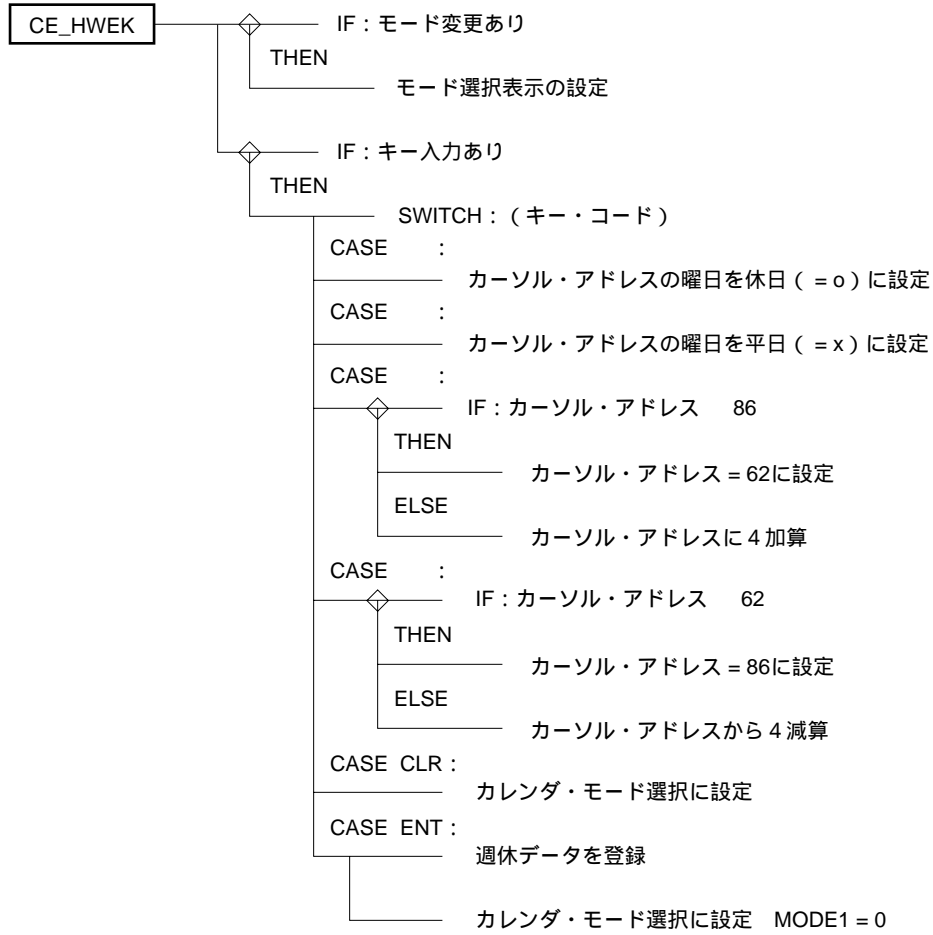 CE_HWEK
IF：モード変更あり
THEN
モード選択表示の設定
IF：キー入力あり
THEN
SWITCH：（キー・コード）
CASE　　：
カーソル・アドレスの曜日を休日（＝o）に設定
CASE　　：
カーソル・アドレスの曜日を平日（＝x）に設定
CASE　　：
IF：カーソル・アドレス　86
THEN
カーソル・アドレス＝62に設定
ELSE
カーソル・アドレスに４加算
CASE　　：
IF：カーソル・アドレス　62
THEN
カーソル・アドレス＝86に設定
ELSE
カーソル・アドレスから４減算
CASE CLR：
カレンダ・モード選択に設定
CASE ENT：
週休データを登録
カレンダ・モード選択に設定　MODE1＝0